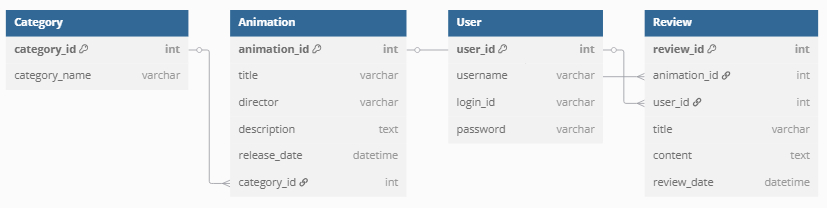 Category
category_id int
category_name varchar
Animation
animation_id int
title varchar
director varchar
description text
release_date datetime
category_id int
User
user_id int
username varchar
login_id varchar
password varchar
Review
review_id int
animation_id int
user_id int
title varchar
content text
review_date datetime